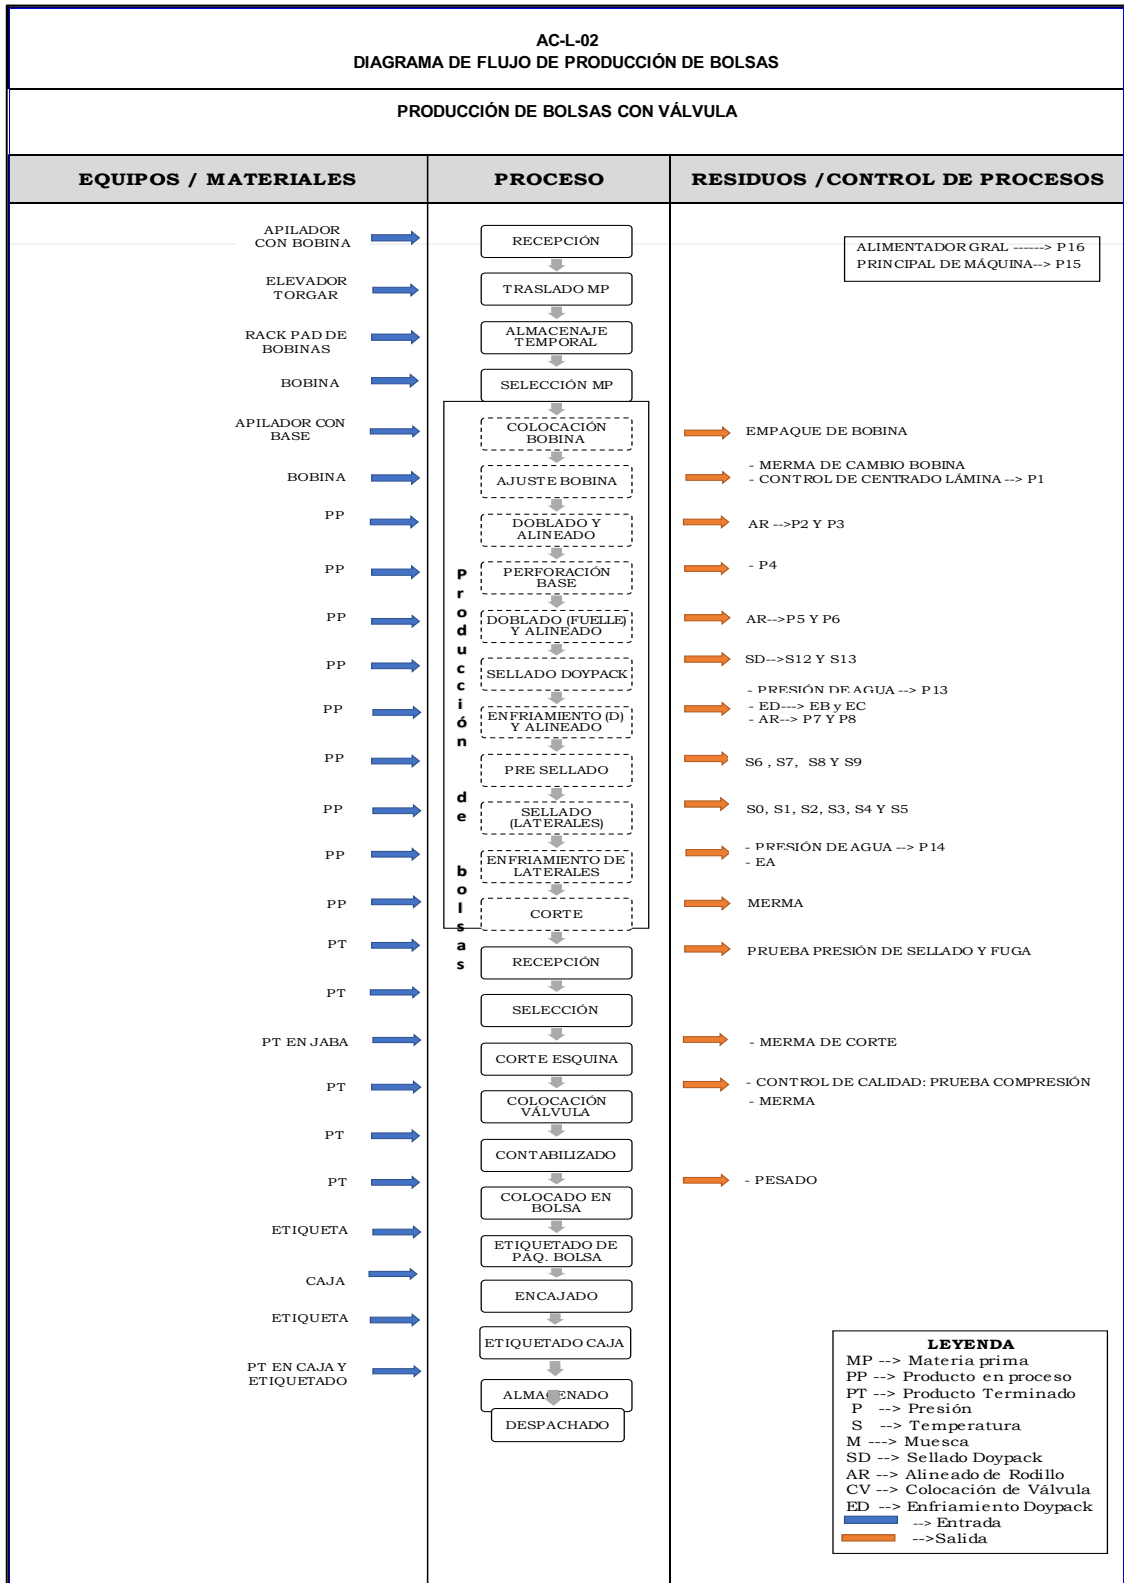 AC-L-02
DIAGRAMA DE FLUJO DE PRODUCCIÓN DE BOLSAS
PRODUCCIÓN DE BOLSAS CON VÁLVULA
EQUIPOS / MATERIALES
PROCESO
RESIDUOS /CONTROL DE PROCESOS
APILADOR
CON BOBINA
RECEPCIÓN
ALIMENTADOR GRAL ------> P16
PRINCIPAL DE MÁQUINA--> P15
ELEVADOR
TORGAR
TRASLADO MP
RACK PAD DE
BOBINAS
ALMACENAJE
TEMPORAL
BOBINA
SELECCIÓN MP
Producción de bolsas
APILADOR CON
BASE
COLOCACIÓN
BOBINA
EMPAQUE DE BOBINA
BOBINA
AJUSTE BOBINA
- MERMA DE CAMBIO BOBINA
- CONTROL DE CENTRADO LÁMINA --> P1
PP
DOBLADO Y
ALINEADO
AR -->P2 Y P3
PP
PERFORACIÓN
BASE
- P4
PP
DOBLADO (FUELLE)
Y ALINEADO
AR-->P5 Y P6
PP
SELLADO DOYPACK
SD-->S12 Y S13
PP
ENFRIAMIENTO (D)
Y ALINEADO
- PRESIÓN DE AGUA --> P13
- ED---> EB y EC
- AR--> P7 Y P8
PP
PRE SELLADO
S6 , S7, S8 Y S9
PP
SELLADO
(LATERALES)
S0, S1, S2, S3, S4 Y S5
PP
ENFRIAMIENTO DE
LATERALES
- PRESIÓN DE AGUA --> P14
- EA
PP
CORTE
MERMA
PT
RECEPCIÓN
PRUEBA PRESIÓN DE SELLADO Y FUGA
PT
SELECCIÓN
PT EN JABA
CORTE ESQUINA
- MERMA DE CORTE
PT
COLOCACIÓN
VÁLVULA
- CONTROL DE CALIDAD: PRUEBA COMPRESIÓN
- MERMA
PT
CONTABILIZADO
PT
COLOCADO EN
BOLSA
- PESADO
ETIQUETA
ETIQUETADO DE
PAQ. BOLSA
CAJA
ENCAJADO
ETIQUETA
ETIQUETADO CAJA
PT EN CAJA Y
ETIQUETADO
ALMACENADO
DESPACHADO
LEYENDA
MP --> Materia prima
PP --> Producto en proceso
PT --> Producto Terminado
P --> Presión
S --> Temperatura
M ---> Muesca
SD --> Sellado Doypack
AR --> Alineado de Rodillo
CV --> Colocación de Válvula
ED --> Enfriamiento Doypack
--> Entrada
-->Salida